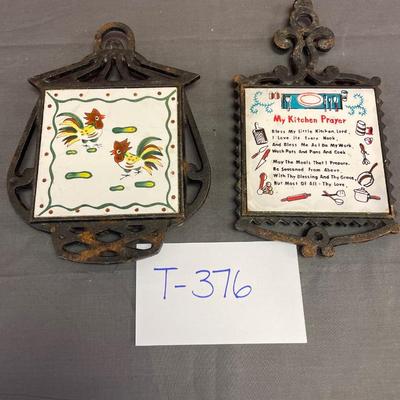 My Kitchen Prayer
Bless My Little Kitchen, Lord,
I Love Its Every Nook,
And Bless Me As I Do My Work,
Wash Pots And Pans And Cook
May The Meals That I Prepare,
Be Seasoned From Above,
With Thy Blessing And Thy Grace,
But Most Of All - Thy Love,
T-376